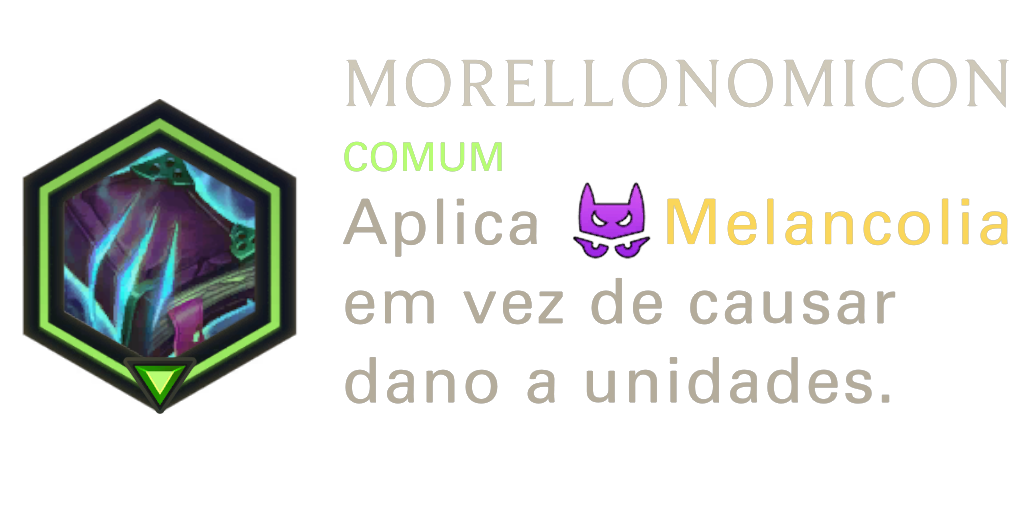 MORELLONOMICON
COMUM
Aplica Melancolia
em vez de causar
dano a unidades.